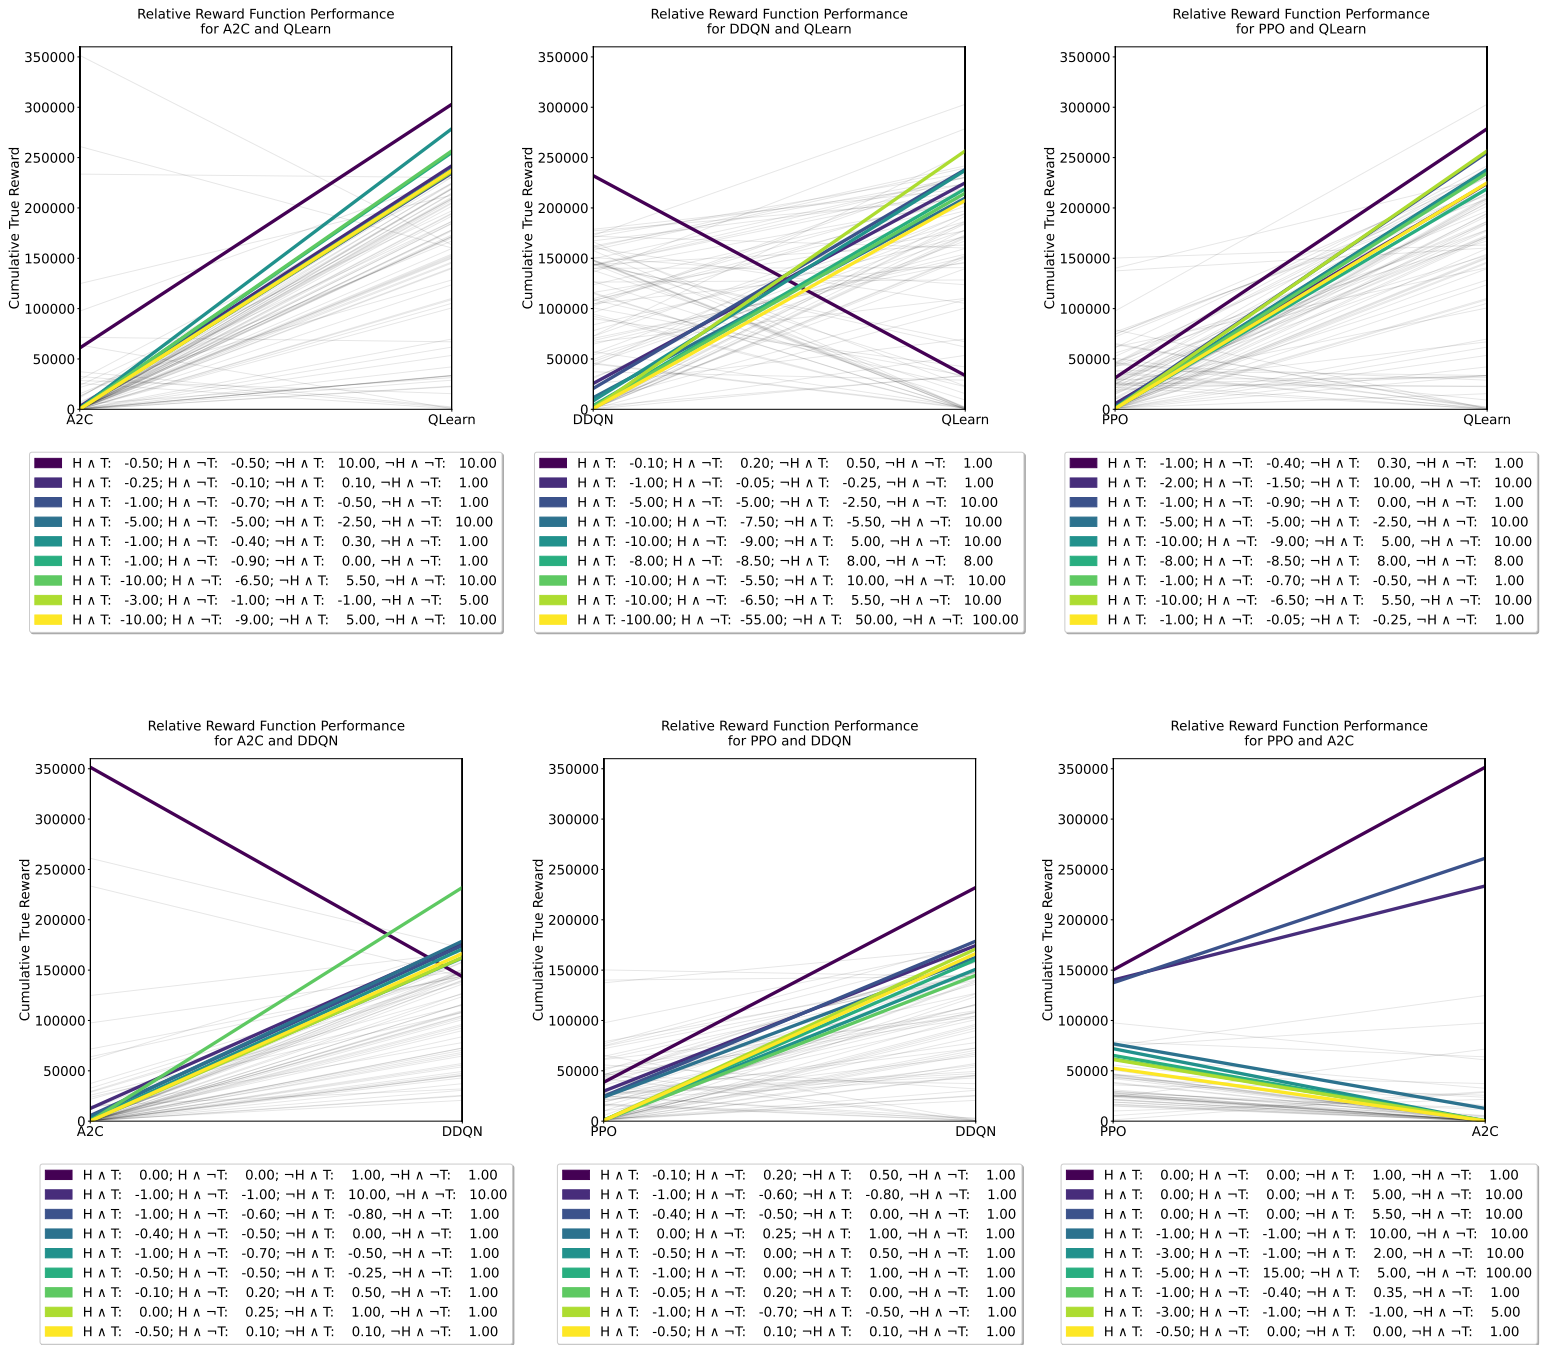 Relative Reward Function Performance
for A2C and QLearn
350000
300000
250000
200000
150000
100000
50000
0
Cumulative True Reward
A2C
QLearn
H ∧ T: -0.50; H ∧ ¬T: -0.50; ¬H ∧ T: 10.00, ¬H ∧ ¬T: 10.00
H ∧ T: -0.25; H ∧ ¬T: -0.10; ¬H ∧ T: 0.10, ¬H ∧ ¬T: 1.00
H ∧ T: -1.00; H ∧ ¬T: -0.70; ¬H ∧ T: -0.50, ¬H ∧ ¬T: 1.00
H ∧ T: -5.00; H ∧ ¬T: -5.00; ¬H ∧ T: -2.50, ¬H ∧ ¬T: 10.00
H ∧ T: -1.00; H ∧ ¬T: -0.40; ¬H ∧ T: 0.30, ¬H ∧ ¬T: 1.00
H ∧ T: -1.00; H ∧ ¬T: -0.90; ¬H ∧ T: 0.00, ¬H ∧ ¬T: 1.00
H ∧ T: -10.00; H ∧ ¬T: -6.50; ¬H ∧ T: 5.50, ¬H ∧ ¬T: 10.00
H ∧ T: -3.00; H ∧ ¬T: -1.00; ¬H ∧ T: -1.00, ¬H ∧ ¬T: 5.00
H ∧ T: -10.00; H ∧ ¬T: -9.00; ¬H ∧ T: 5.00, ¬H ∧ ¬T: 10.00
Relative Reward Function Performance
for DDQN and QLearn
350000
300000
250000
200000
150000
100000
50000
0
Cumulative True Reward
DDQN
QLearn
H ∧ T: -0.10; H ∧ ¬T: 0.20; ¬H ∧ T: 0.50, ¬H ∧ ¬T: 1.00
H ∧ T: -1.00; H ∧ ¬T: -0.05; ¬H ∧ T: -0.25, ¬H ∧ ¬T: 1.00
H ∧ T: -5.00; H ∧ ¬T: -5.00; ¬H ∧ T: -2.50, ¬H ∧ ¬T: 10.00
H ∧ T: -10.00; H ∧ ¬T: -7.50; ¬H ∧ T: -5.50, ¬H ∧ ¬T: 10.00
H ∧ T: -10.00; H ∧ ¬T: -9.00; ¬H ∧ T: 5.00, ¬H ∧ ¬T: 10.00
H ∧ T: -8.00; H ∧ ¬T: -8.50; ¬H ∧ T: 8.00, ¬H ∧ ¬T: 8.00
H ∧ T: -10.00; H ∧ ¬T: -5.50; ¬H ∧ T: 10.00, ¬H ∧ ¬T: 10.00
H ∧ T: -10.00; H ∧ ¬T: -6.50; ¬H ∧ T: 5.50, ¬H ∧ ¬T: 10.00
H ∧ T: -100.00; H ∧ ¬T: -55.00; ¬H ∧ T: 50.00, ¬H ∧ ¬T: 100.00
Relative Reward Function Performance
for PPO and QLearn
350000
300000
250000
200000
150000
100000
50000
0
Cumulative True Reward
PPO
QLearn
H ∧ T: -1.00; H ∧ ¬T: -0.40; ¬H ∧ T: 0.30, ¬H ∧ ¬T: 1.00
H ∧ T: -2.00; H ∧ ¬T: -1.50; ¬H ∧ T: 10.00, ¬H ∧ ¬T: 10.00
H ∧ T: -1.00; H ∧ ¬T: -0.90; ¬H ∧ T: 0.00, ¬H ∧ ¬T: 1.00
H ∧ T: -5.00; H ∧ ¬T: -5.00; ¬H ∧ T: -2.50, ¬H ∧ ¬T: 10.00
H ∧ T: -10.00; H ∧ ¬T: -9.00; ¬H ∧ T: 5.00, ¬H ∧ ¬T: 10.00
H ∧ T: -8.00; H ∧ ¬T: -8.50; ¬H ∧ T: 8.00, ¬H ∧ ¬T: 8.00
H ∧ T: -1.00; H ∧ ¬T: -0.70; ¬H ∧ T: -0.50, ¬H ∧ ¬T: 1.00
H ∧ T: -10.00; H ∧ ¬T: -6.50; ¬H ∧ T: 5.50, ¬H ∧ ¬T: 10.00
H ∧ T: -1.00; H ∧ ¬T: -0.05; ¬H ∧ T: -0.25, ¬H ∧ ¬T: 1.00
Relative Reward Function Performance
for A2C and DDQN
350000
300000
250000
200000
150000
100000
50000
0
Cumulative True Reward
A2C
DDQN
H ∧ T: 0.00; H ∧ ¬T: 0.00; ¬H ∧ T: 1.00, ¬H ∧ ¬T: 1.00
H ∧ T: -1.00; H ∧ ¬T: -1.00; ¬H ∧ T: 10.00, ¬H ∧ ¬T: 10.00
H ∧ T: -1.00; H ∧ ¬T: -0.60; ¬H ∧ T: -0.80, ¬H ∧ ¬T: 1.00
H ∧ T: -0.40; H ∧ ¬T: -0.50; ¬H ∧ T: 0.00, ¬H ∧ ¬T: 1.00
H ∧ T: -1.00; H ∧ ¬T: -0.70; ¬H ∧ T: -0.50, ¬H ∧ ¬T: 1.00
H ∧ T: -0.50; H ∧ ¬T: -0.50; ¬H ∧ T: -0.25, ¬H ∧ ¬T: 1.00
H ∧ T: -0.10; H ∧ ¬T: 0.20; ¬H ∧ T: 0.50, ¬H ∧ ¬T: 1.00
H ∧ T: 0.00; H ∧ ¬T: 0.25; ¬H ∧ T: 1.00, ¬H ∧ ¬T: 1.00
H ∧ T: -0.50; H ∧ ¬T: 0.10; ¬H ∧ T: 0.10, ¬H ∧ ¬T: 1.00
Relative Reward Function Performance
for PPO and DDQN
350000
300000
250000
200000
150000
100000
50000
0
Cumulative True Reward
PPO
DDQN
H ∧ T: -0.10; H ∧ ¬T: 0.20; ¬H ∧ T: 0.50, ¬H ∧ ¬T: 1.00
H ∧ T: -1.00; H ∧ ¬T: -0.60; ¬H ∧ T: -0.80, ¬H ∧ ¬T: 1.00
H ∧ T: -0.40; H ∧ ¬T: -0.50; ¬H ∧ T: 0.00, ¬H ∧ ¬T: 1.00
H ∧ T: 0.00; H ∧ ¬T: 0.25; ¬H ∧ T: 1.00, ¬H ∧ ¬T: 1.00
H ∧ T: -0.50; H ∧ ¬T: 0.00; ¬H ∧ T: 0.50, ¬H ∧ ¬T: 1.00
H ∧ T: -1.00; H ∧ ¬T: 0.00; ¬H ∧ T: 1.00, ¬H ∧ ¬T: 1.00
H ∧ T: -0.05; H ∧ ¬T: 0.20; ¬H ∧ T: 0.00, ¬H ∧ ¬T: 1.00
H ∧ T: -1.00; H ∧ ¬T: -0.70; ¬H ∧ T: -0.50, ¬H ∧ ¬T: 1.00
H ∧ T: -0.50; H ∧ ¬T: 0.10; ¬H ∧ T: 0.10, ¬H ∧ ¬T: 1.00
Relative Reward Function Performance
for PPO and A2C
350000
300000
250000
200000
150000
100000
50000
0
Cumulative True Reward
PPO
A2C
H ∧ T: 0.00; H ∧ ¬T: 0.00; ¬H ∧ T: 1.00, ¬H ∧ ¬T: 1.00
H ∧ T: 0.00; H ∧ ¬T: 0.00; ¬H ∧ T: 5.00, ¬H ∧ ¬T: 10.00
H ∧ T: 0.00; H ∧ ¬T: 0.00; ¬H ∧ T: 5.50, ¬H ∧ ¬T: 10.00
H ∧ T: -1.00; H ∧ ¬T: -1.00; ¬H ∧ T: 10.00, ¬H ∧ ¬T: 10.00
H ∧ T: -3.00; H ∧ ¬T: -1.00; ¬H ∧ T: 2.00, ¬H ∧ ¬T: 10.00
H ∧ T: -5.00; H ∧ ¬T: 15.00; ¬H ∧ T: 5.00, ¬H ∧ ¬T: 100.00
H ∧ T: -1.00; H ∧ ¬T: -0.40; ¬H ∧ T: 0.35, ¬H ∧ ¬T: 1.00
H ∧ T: -3.00; H ∧ ¬T: -1.00; ¬H ∧ T: -1.00, ¬H ∧ ¬T: 5.00
H ∧ T: -0.50; H ∧ ¬T: 0.00; ¬H ∧ T: 0.00, ¬H ∧ ¬T: 1.00